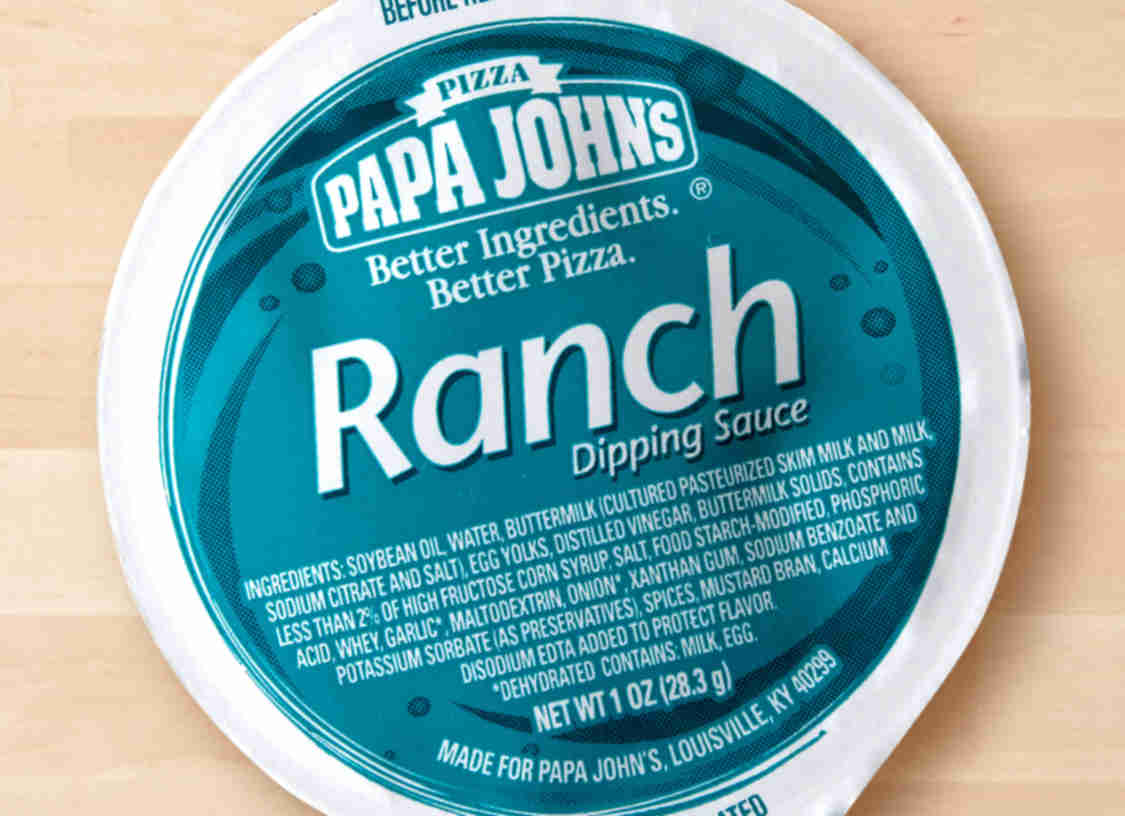 BEFORE
PIZZA
PAPA JOHN'S
®
Better Ingredients.
Better Pizza.
Ranch
Dipping Sauce
INGREDIENTS: SOYBEAN OIL, WATER, BUTTERMILK (CULTURED PASTEURIZED SKIM MILK AND MILK,
SODIUM CITRATE AND SALT), EGG YOLKS, DISTILLED VINEGAR, BUTTERMILK SOLIDS, CONTAINS
LESS THAN 2% OF HIGH FRUCTOSE CORN SYRUP, SALT, FOOD STARCH-MODIFIED, PHOSPHORIC
ACID, WHEY, GARLIC*, MALTODEXTRIN, ONION*, XANTHAN GUM, SODIUM BENZOATE AND
POTASSIUM SORBATE (AS PRESERVATIVES), SPICES, MUSTARD BRAN, CALCIUM
DISODIUM EDTA ADDED TO PROTECT FLAVOR.
*DEHYDRATED CONTAINS: MILK, EGG.
NET WT 1 OZ (28.3 g)
MADE FOR PAPA JOHN'S, LOUISVILLE, KY 40299